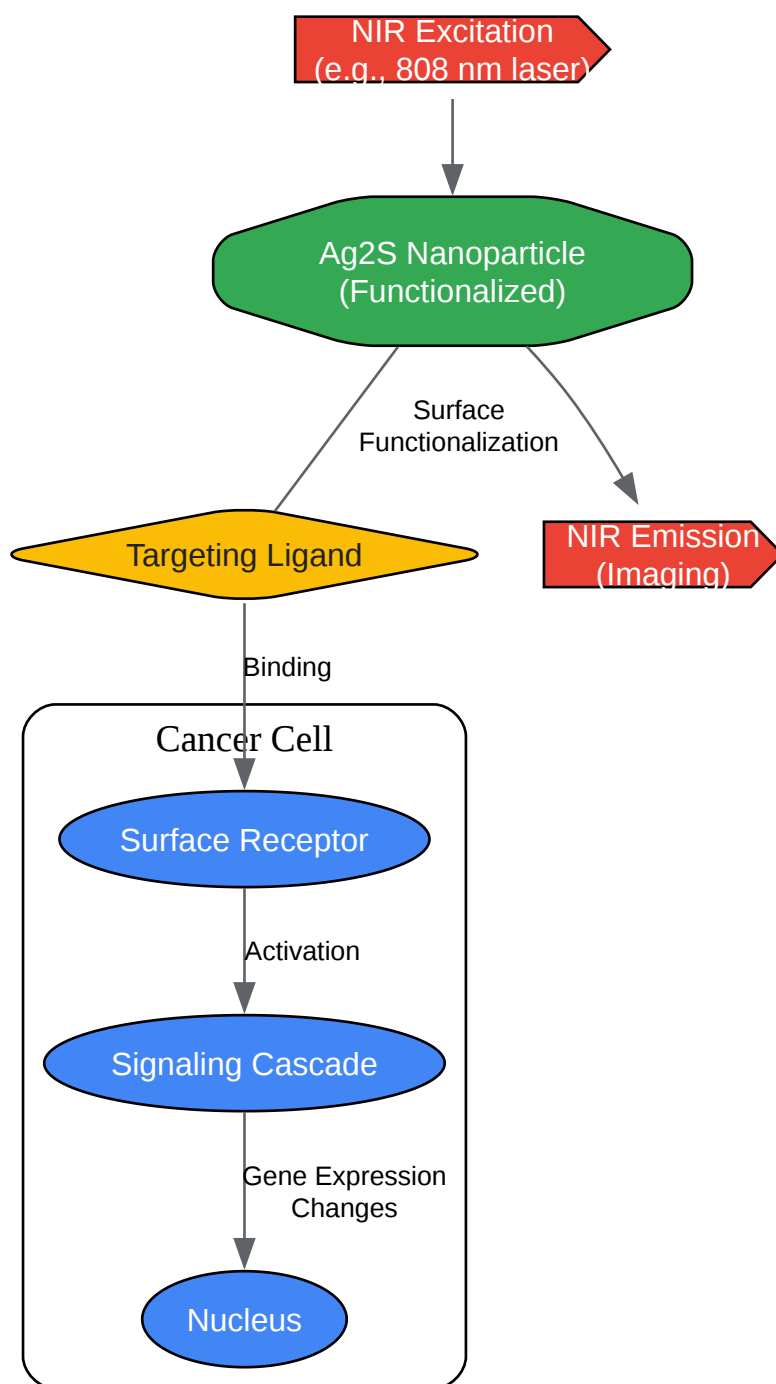 NIR Excitation
(e.g., 808 nm laser)
Ag2S Nanoparticle
(Functionalized)
Surface
Functionalization
Targeting Ligand
NIR Emission
(Imaging)
Binding
Cancer Cell
Surface Receptor
Activation
Signaling Cascade
Gene Expression
Changes
Nucleus